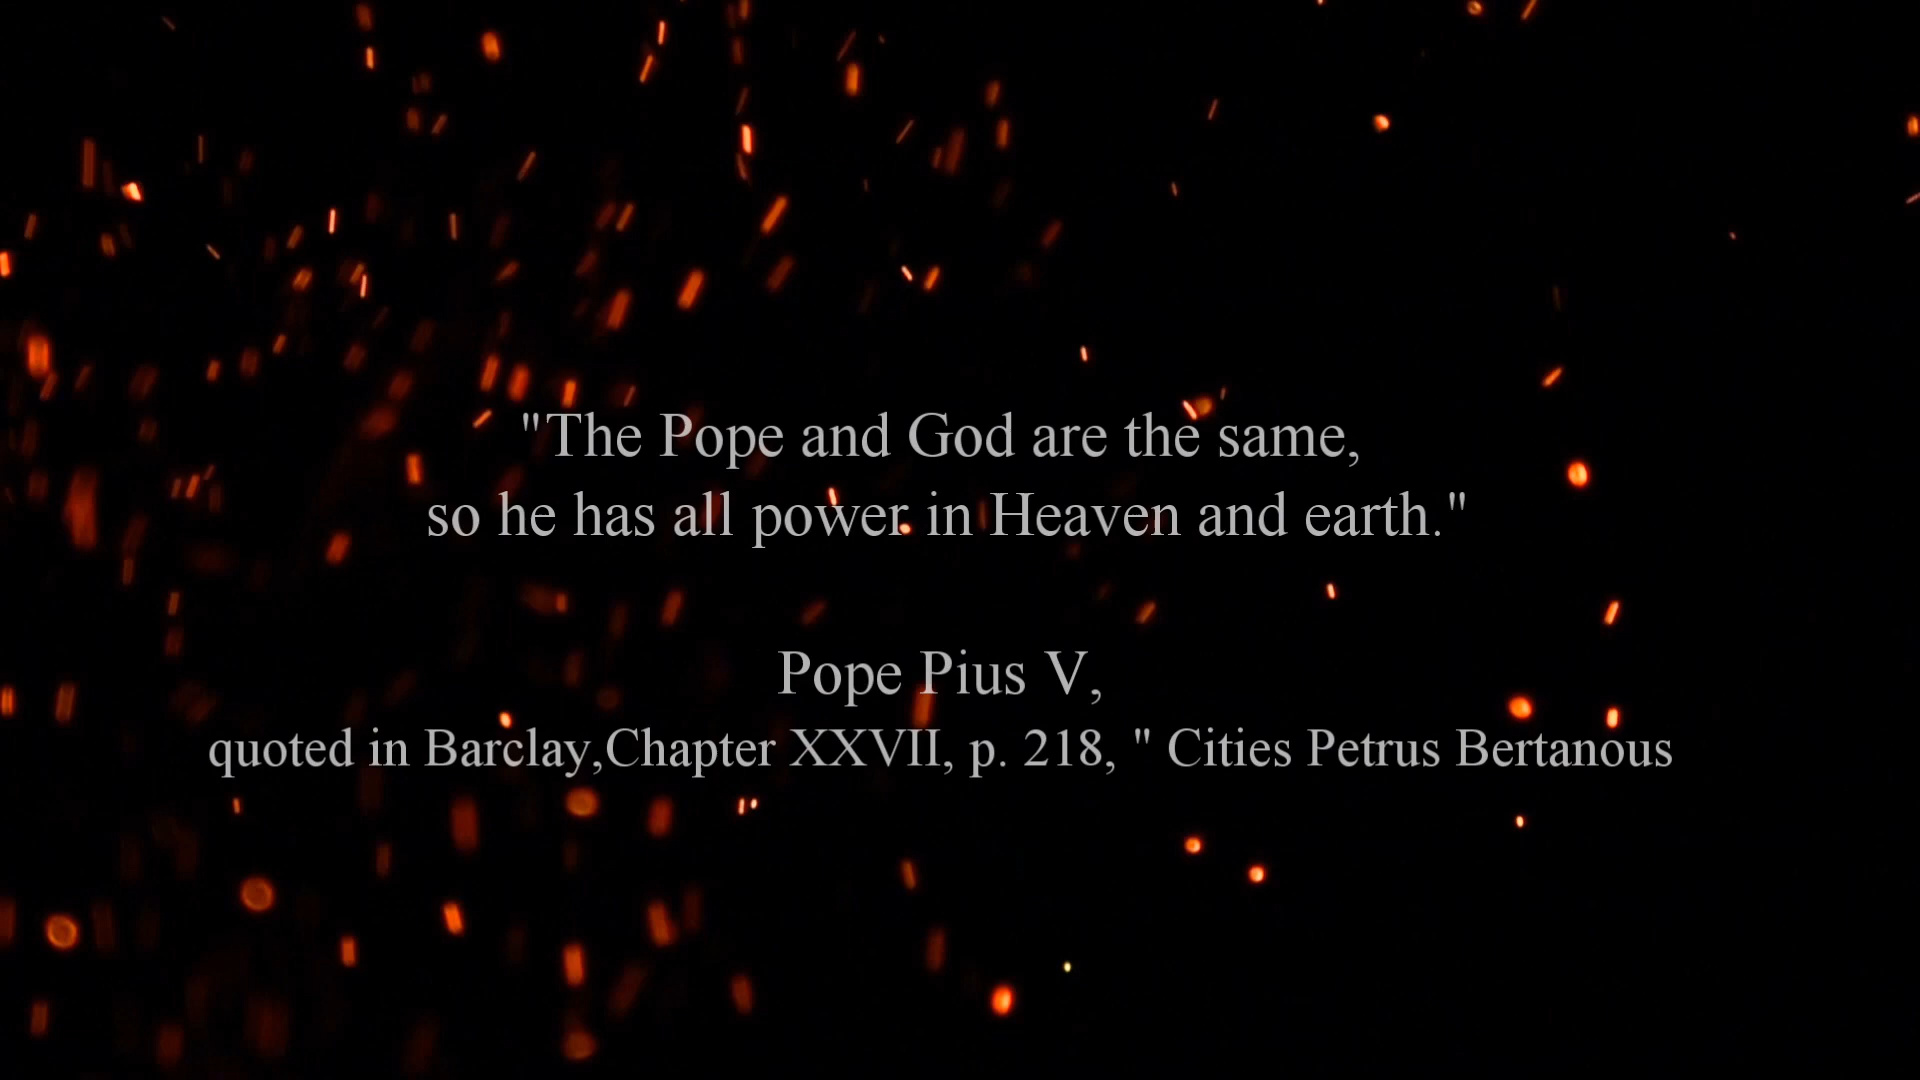 "The Pope and God are the same,
so he has all power in Heaven and earth."
Pope Pius V,
quoted in Barclay,Chapter XXVII, p. 218, " Cities Petrus Bertanous